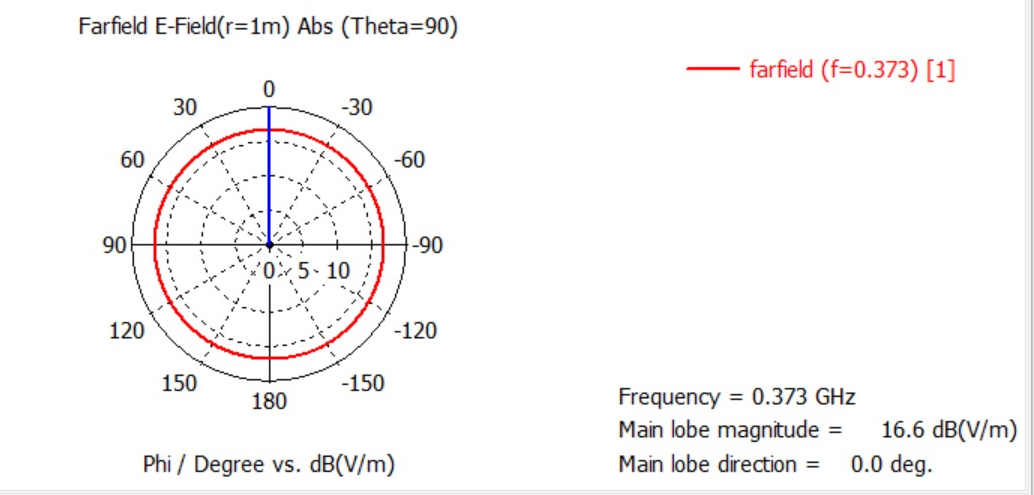 Farfield E-Field(r=1m) Abs (Theta=90)
farfield (f=0.373) [1]
0
30
-30
60
-60
90
-90
0 5 10
120
-120
150
-150
180
Frequency = 0.373 GHz
Main lobe magnitude = 16.6 dB(V/m)
Main lobe direction = 0.0 deg.
Phi / Degree vs. dB(V/m)